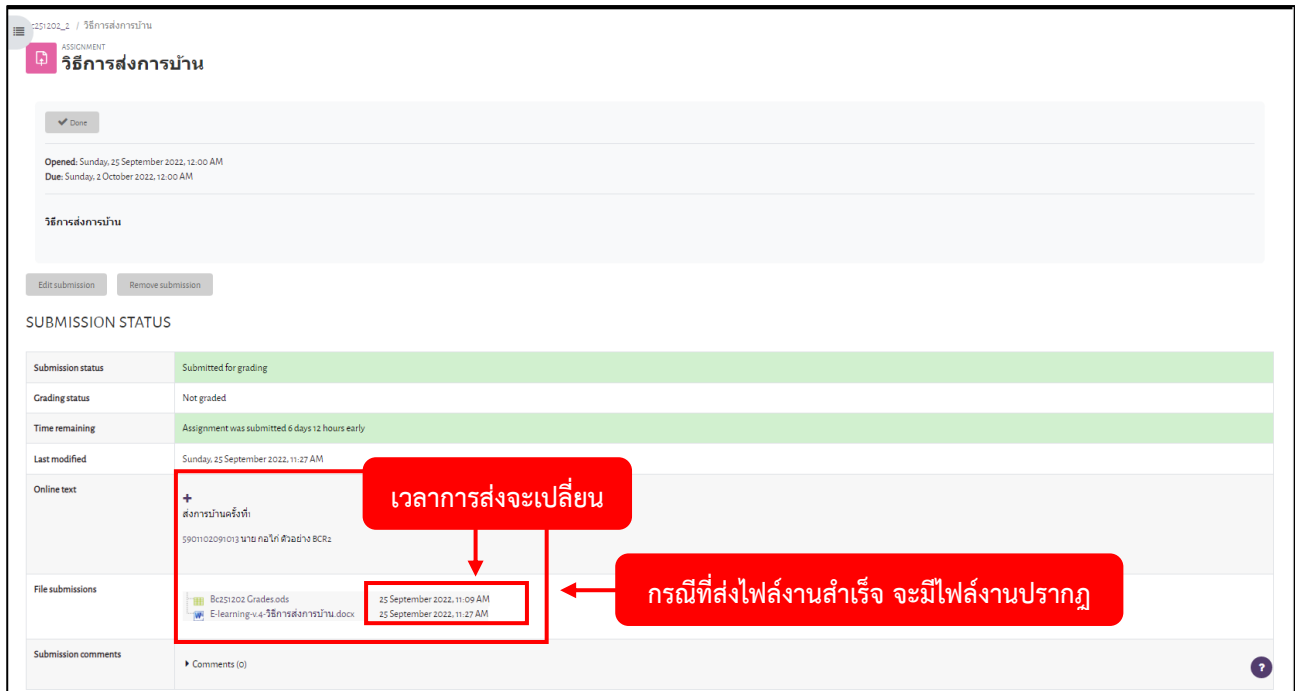 c251202_2 / วิธีการส่งการบ้าน
ASSIGNMENT
วิธีการส่งการบ้าน
Done
Opened: Sunday, 25 September 2022, 12:00 AM
Due: Sunday, 2 October 2022, 12:00 AM
วิธีการส่งการบ้าน
Edit submission Remove submission
SUBMISSION STATUS
Submission status Submitted for grading
Grading status Not graded
Time remaining Assignment was submitted 6 days 12 hours early
Last modified Sunday, 25 September 2022, 11:27 AM
Online text
เวลาการส่งจะเปลี่ยน
ส่งการบ้านครั้งที่1
5901102091013 นาย กอไก่ ตัวอย่าง BCR2
กรณีที่ส่งไฟล์งานสำเร็จ จะมีไฟล์งานปรากฏ
File submissions
Bc251202 Grades.ods 25 September 2022, 11:09 AM
E-learning-v.4-วิธีการส่งการบ้าน.docx 25 September 2022, 11:27 AM
Submission comments
Comments (0)
?